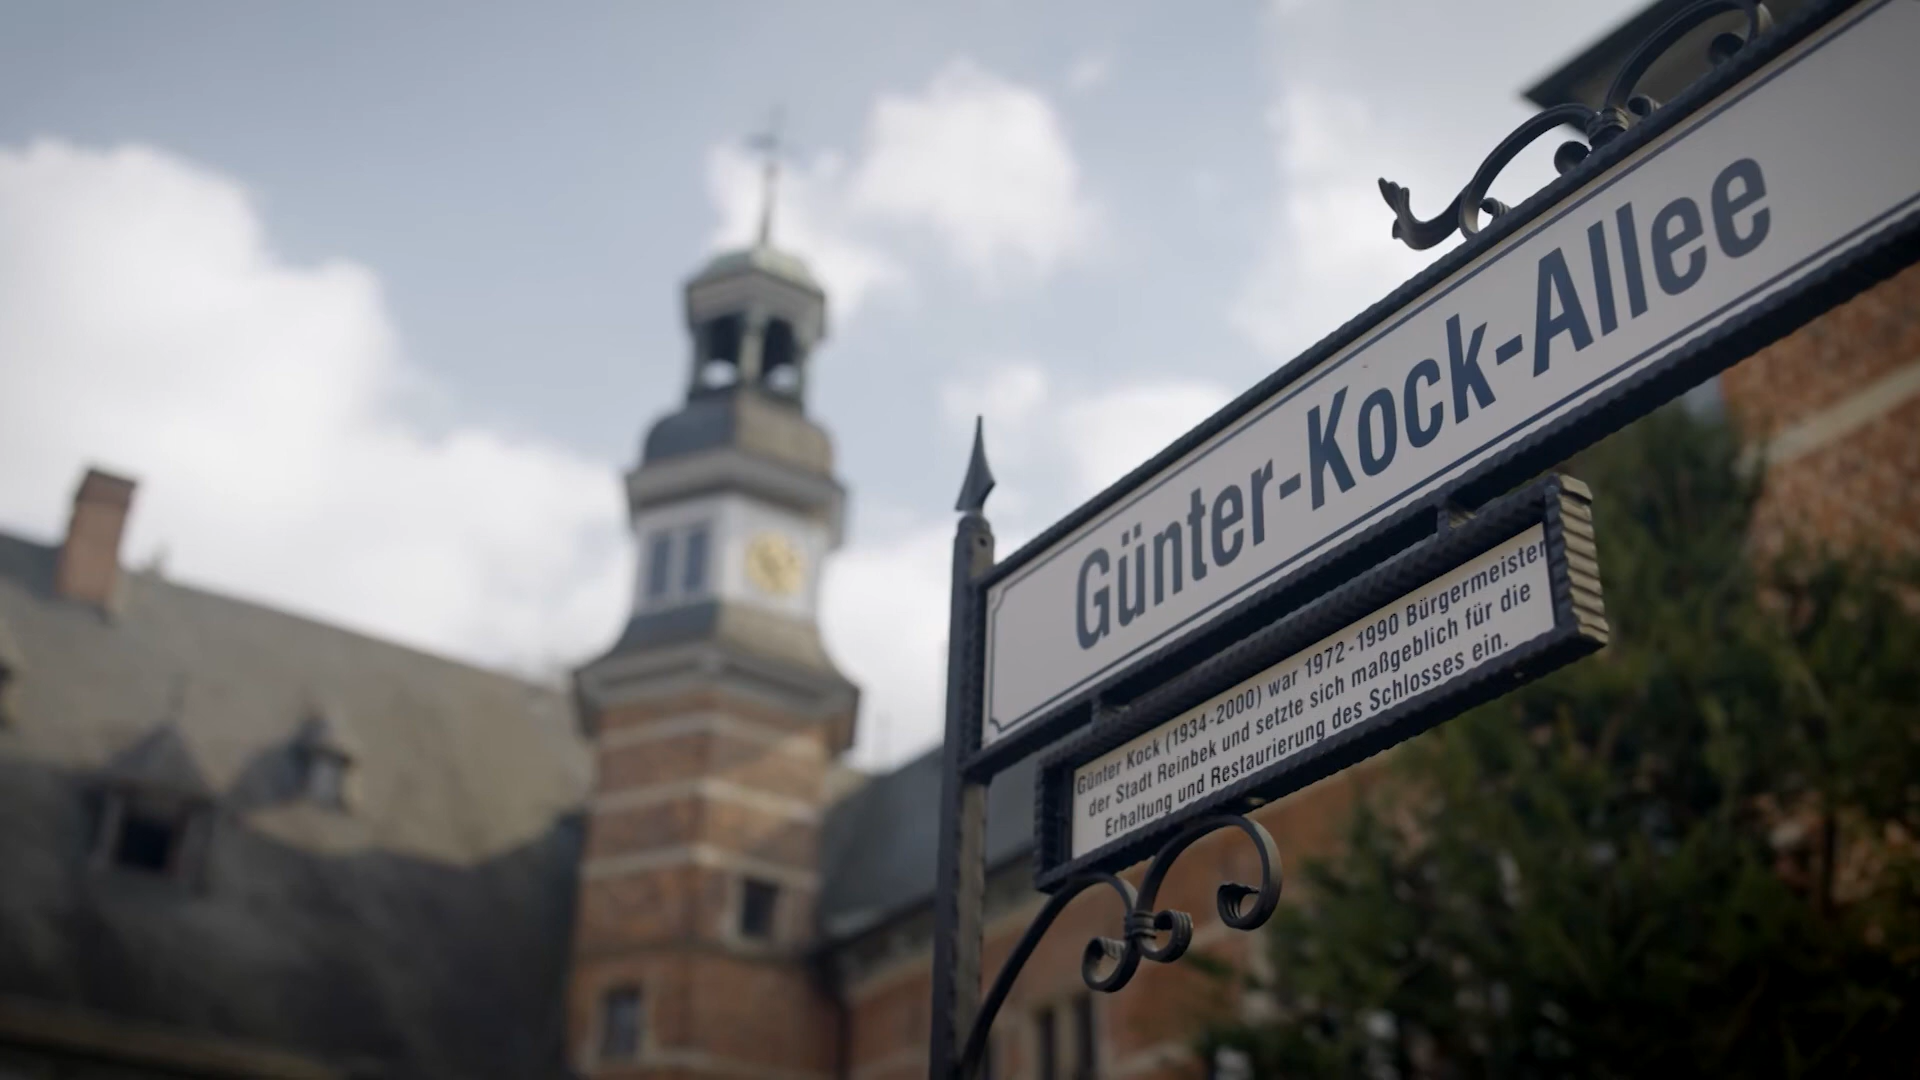 Günter-Kock-Allee
Günter Kock (1934-2000) war 1972-1990 Bürgermeister
der Stadt Reinbek und setzte sich maßgeblich für die
Erhaltung und Restaurierung des Schlosses ein.